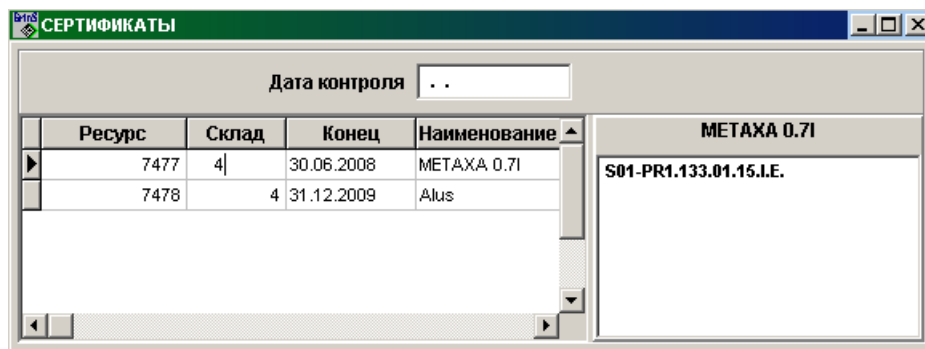 СЕРТИФИКАТЫ
Дата контроля . .
Ресурс Склад Конец Наименование
7477 4 30.06.2008 METAXA 0.7l
7478 4 31.12.2009 Alus
METAXA 0.7l
S01-PR1.133.01.15.I.E.